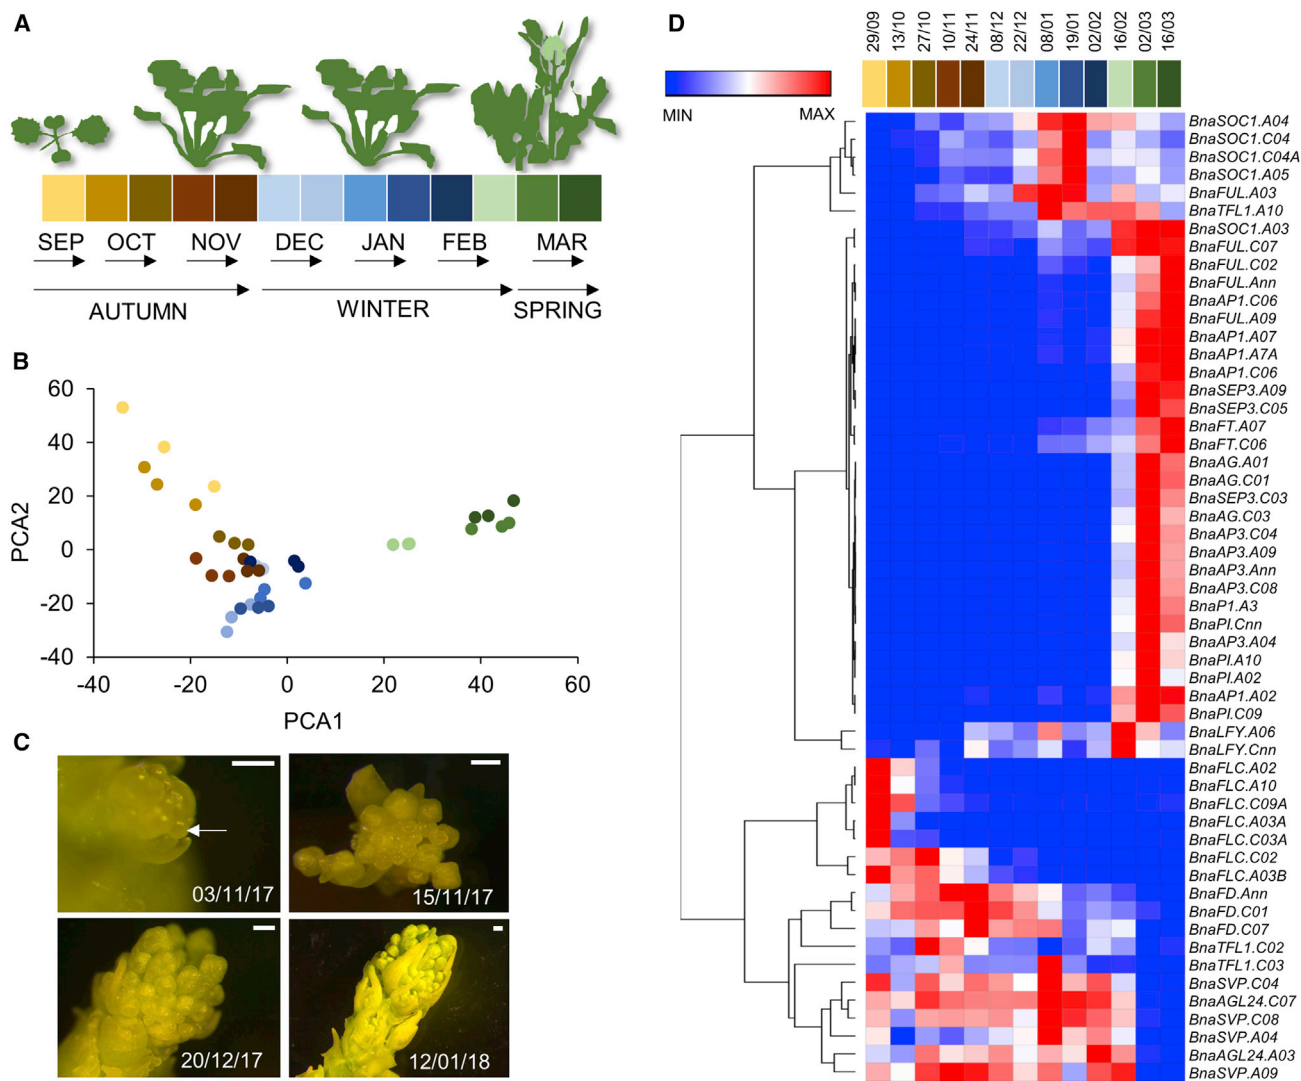 A
SEP OCT NOV DEC JAN FEB MAR
AUTUMN WINTER SPRING
B
60
40
20
0
-20
-40
-40 -20 0 20 40 60
PCA2
PCA1
C
03/11/17
15/11/17
20/12/17
12/01/18
D
MIN MAX
29/09 13/10 27/10 10/11 24/11 08/12 22/12 08/01 19/01 02/02 16/02 02/03 16/03
BnaSOC1.A04
BnaSOC1.C04
BnaSOC1.C04A
BnaSOC1.A05
BnaFUL.A03
BnaTFL1.A10
BnaSOC1.A03
BnaFUL.C07
BnaFUL.C02
BnaFUL.Ann
BnaAP1.C06
BnaFUL.A09
BnaAP1.A07
BnaAP1.A7A
BnaAP1.C06
BnaSEP3.A09
BnaSEP3.C05
BnaFT.A07
BnaFT.C06
BnaAG.A01
BnaAG.C01
BnaSEP3.C03
BnaAG.C03
BnaAP3.C04
BnaAP3.A09
BnaAP3.Ann
BnaAP3.C08
BnaP1.A3
BnaPI.Cnn
BnaAP3.A04
BnaPI.A10
BnaPI.A02
BnaAP1.A02
BnaPI.C09
BnaLFY.A06
BnaLFY.Cnn
BnaFLC.A02
BnaFLC.A10
BnaFLC.C09A
BnaFLC.A03A
BnaFLC.C03A
BnaFLC.C02
BnaFLC.A03B
BnaFD.Ann
BnaFD.C01
BnaFD.C07
BnaTFL1.C02
BnaTFL1.C03
BnaSVP.C04
BnaAGL24.C07
BnaSVP.C08
BnaSVP.A04
BnaAGL24.A03
BnaSVP.A09